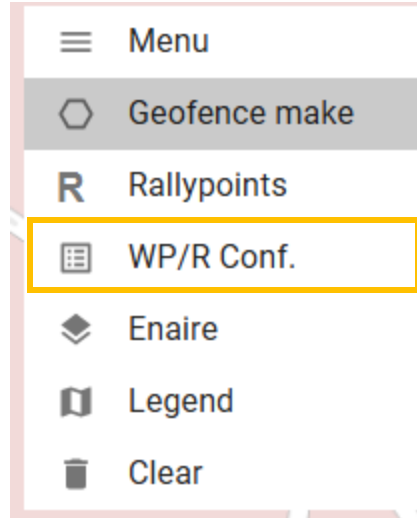 Menu
Geofence make
R Rallypoints
WP/R Conf.
Enaire
Legend
Clear